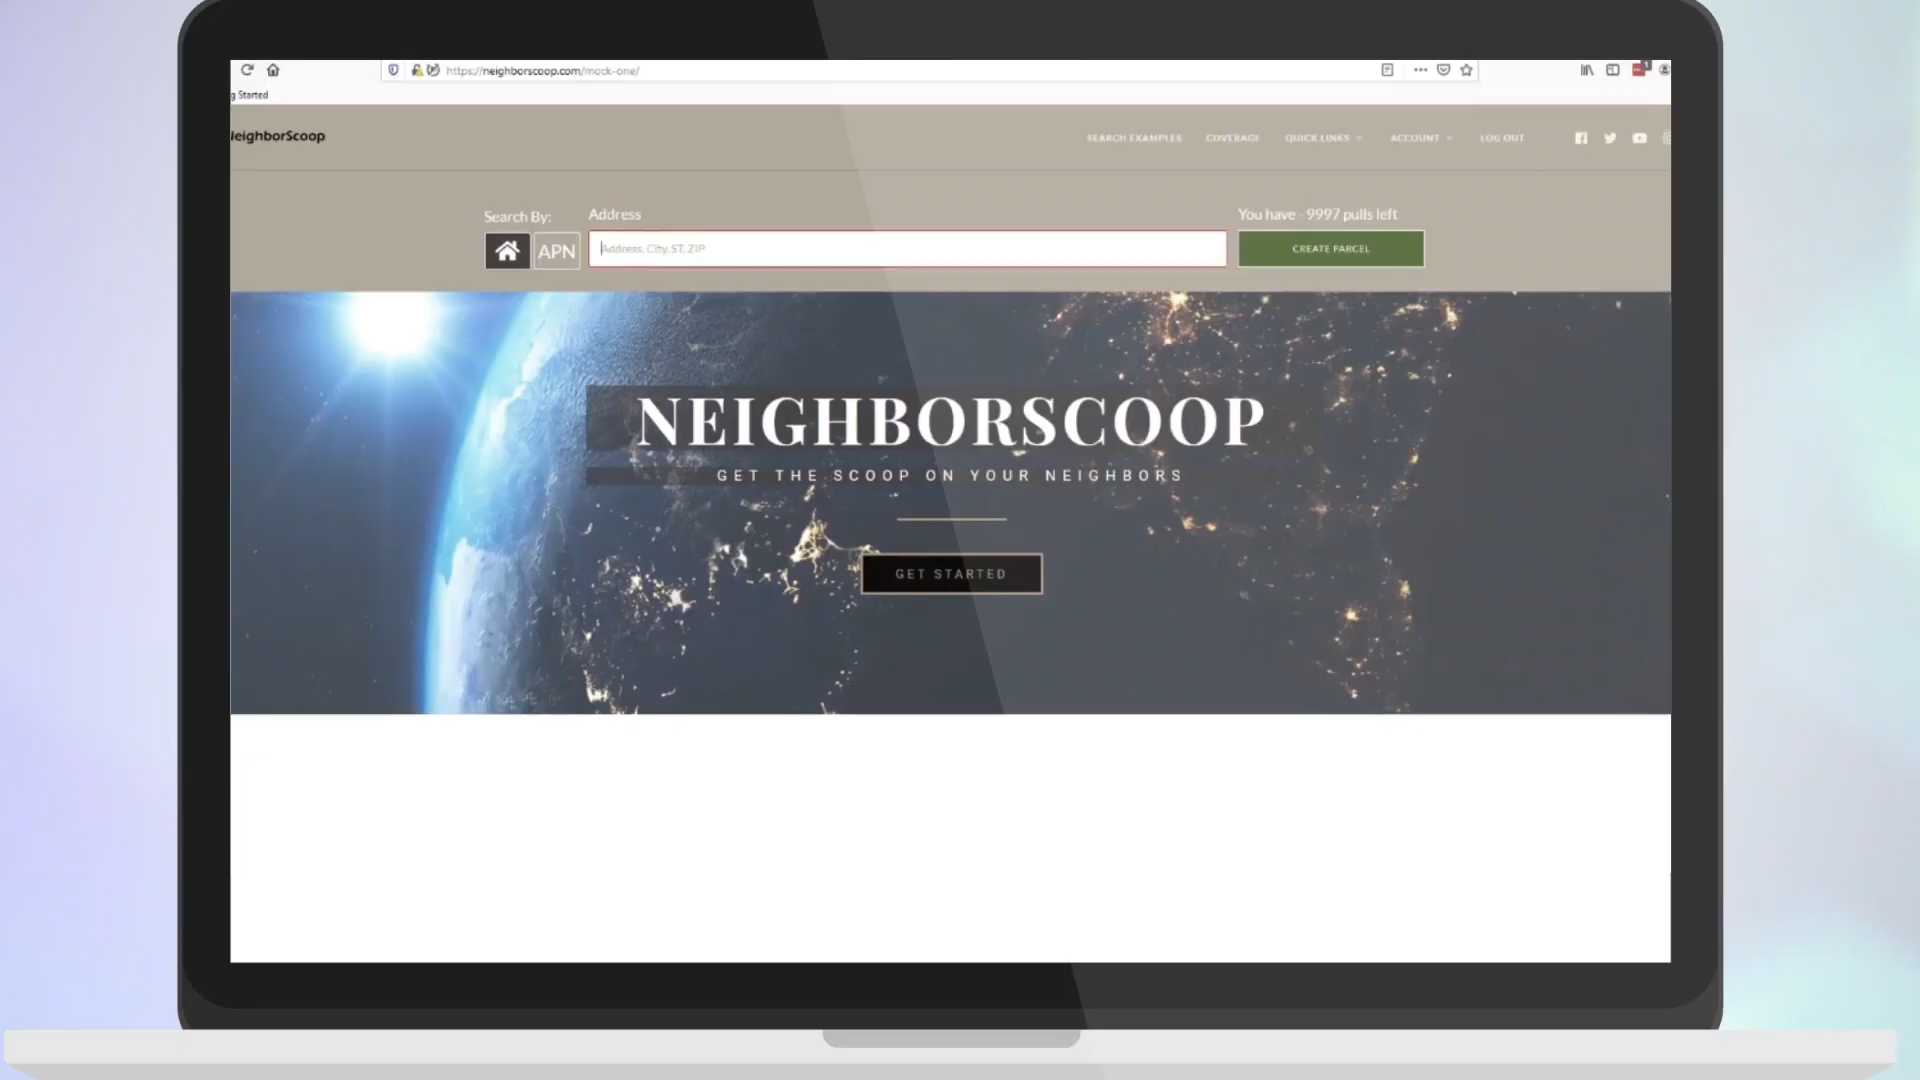 https://neighborscoop.com/mock-one/
g Started
NeighborScoop
SEARCH EXAMPLES COVERAGE QUICK LINKS ACCOUNT LOG OUT
Search By: Address You have - 9997 pulls left
APN Address, City, ST, ZIP CREATE PARCEL
NEIGHBORSCOOP
GET THE SCOOP ON YOUR NEIGHBORS
GET STARTED